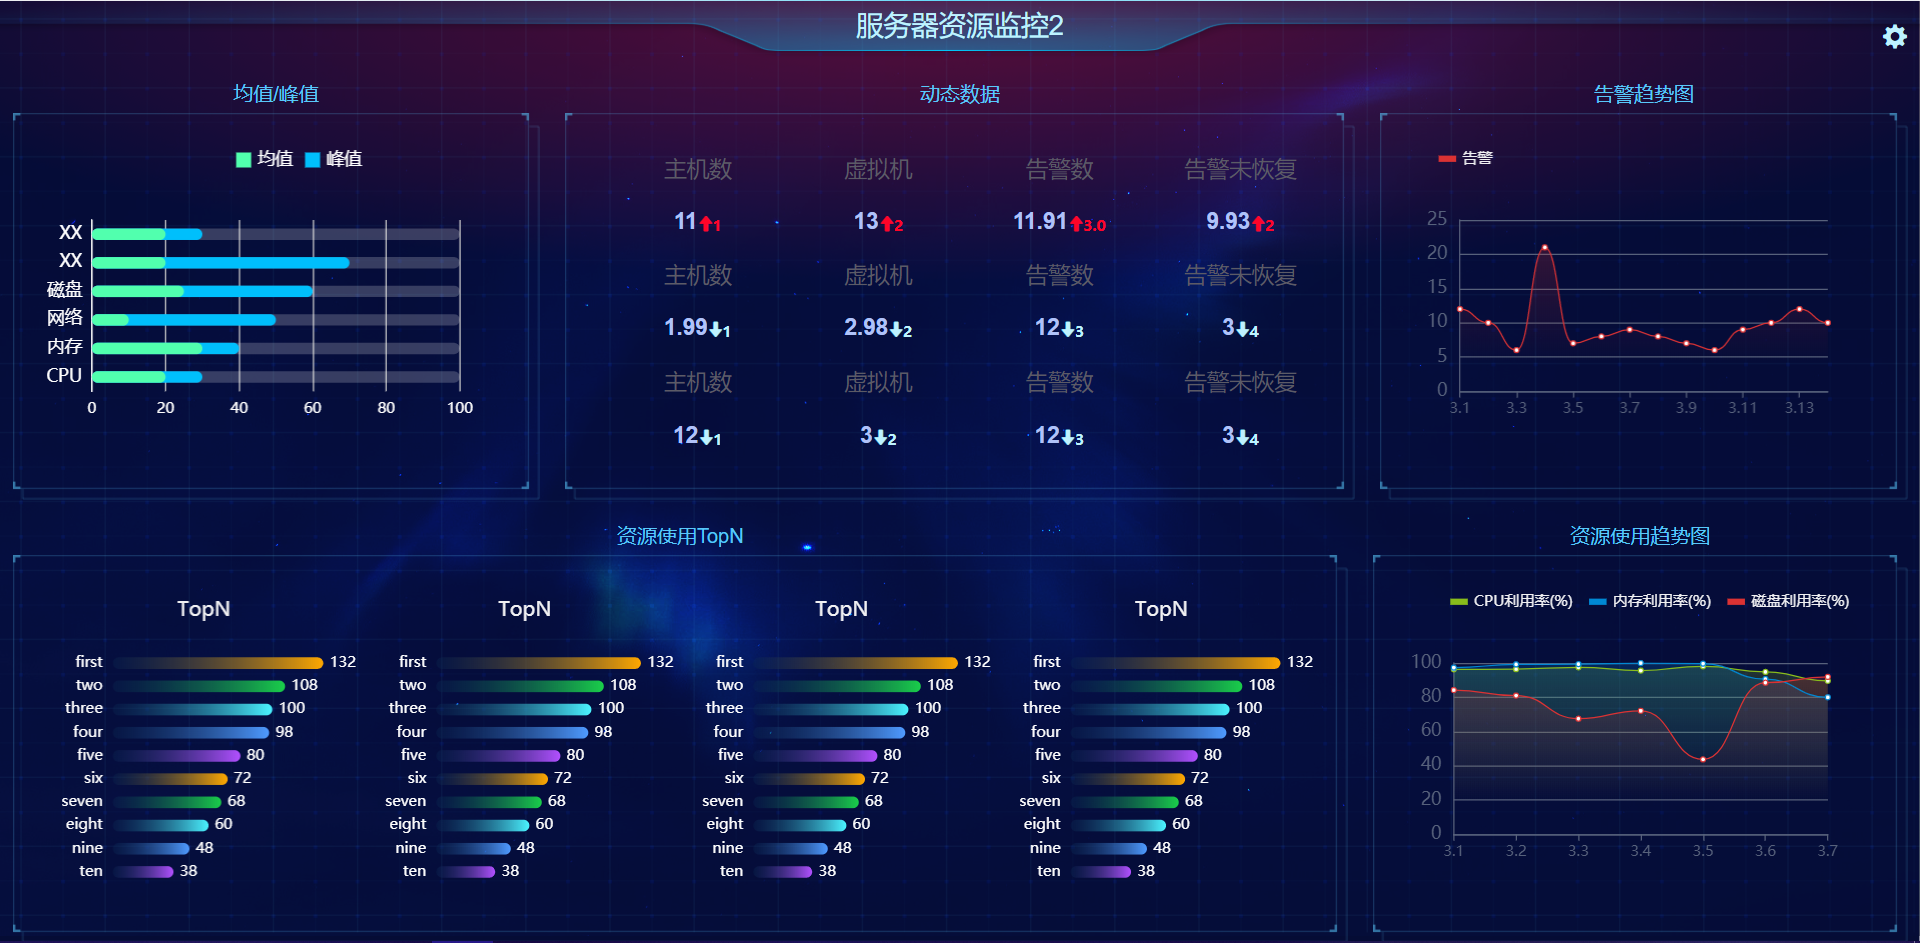 服务器资源监控2
均值/峰值
均值 峰值
XX
XX
磁盘
网络
内存
CPU
0 20 40 60 80 100
动态数据
主机数 虚拟机 告警数 告警未恢复
11 1 13 2 11.91 3.0 9.93 2
主机数 虚拟机 告警数 告警未恢复
1.99 1 2.98 2 12 3 3 4
主机数 虚拟机 告警数 告警未恢复
12 1 3 2 12 3 3 4
告警趋势图
告警
25
20
15
10
5
0
3.1 3.3 3.5 3.7 3.9 3.11 3.13
资源使用TopN
TopN
first 132
two 108
three 100
four 98
five 80
six 72
seven 68
eight 60
nine 48
ten 38
TopN
first 132
two 108
three 100
four 98
five 80
six 72
seven 68
eight 60
nine 48
ten 38
TopN
first 132
two 108
three 100
four 98
five 80
six 72
seven 68
eight 60
nine 48
ten 38
TopN
first 132
two 108
three 100
four 98
five 80
six 72
seven 68
eight 60
nine 48
ten 38
资源使用趋势图
CPU利用率(%) 内存利用率(%) 磁盘利用率(%)
100
80
60
40
20
0
3.1 3.2 3.3 3.4 3.5 3.6 3.7